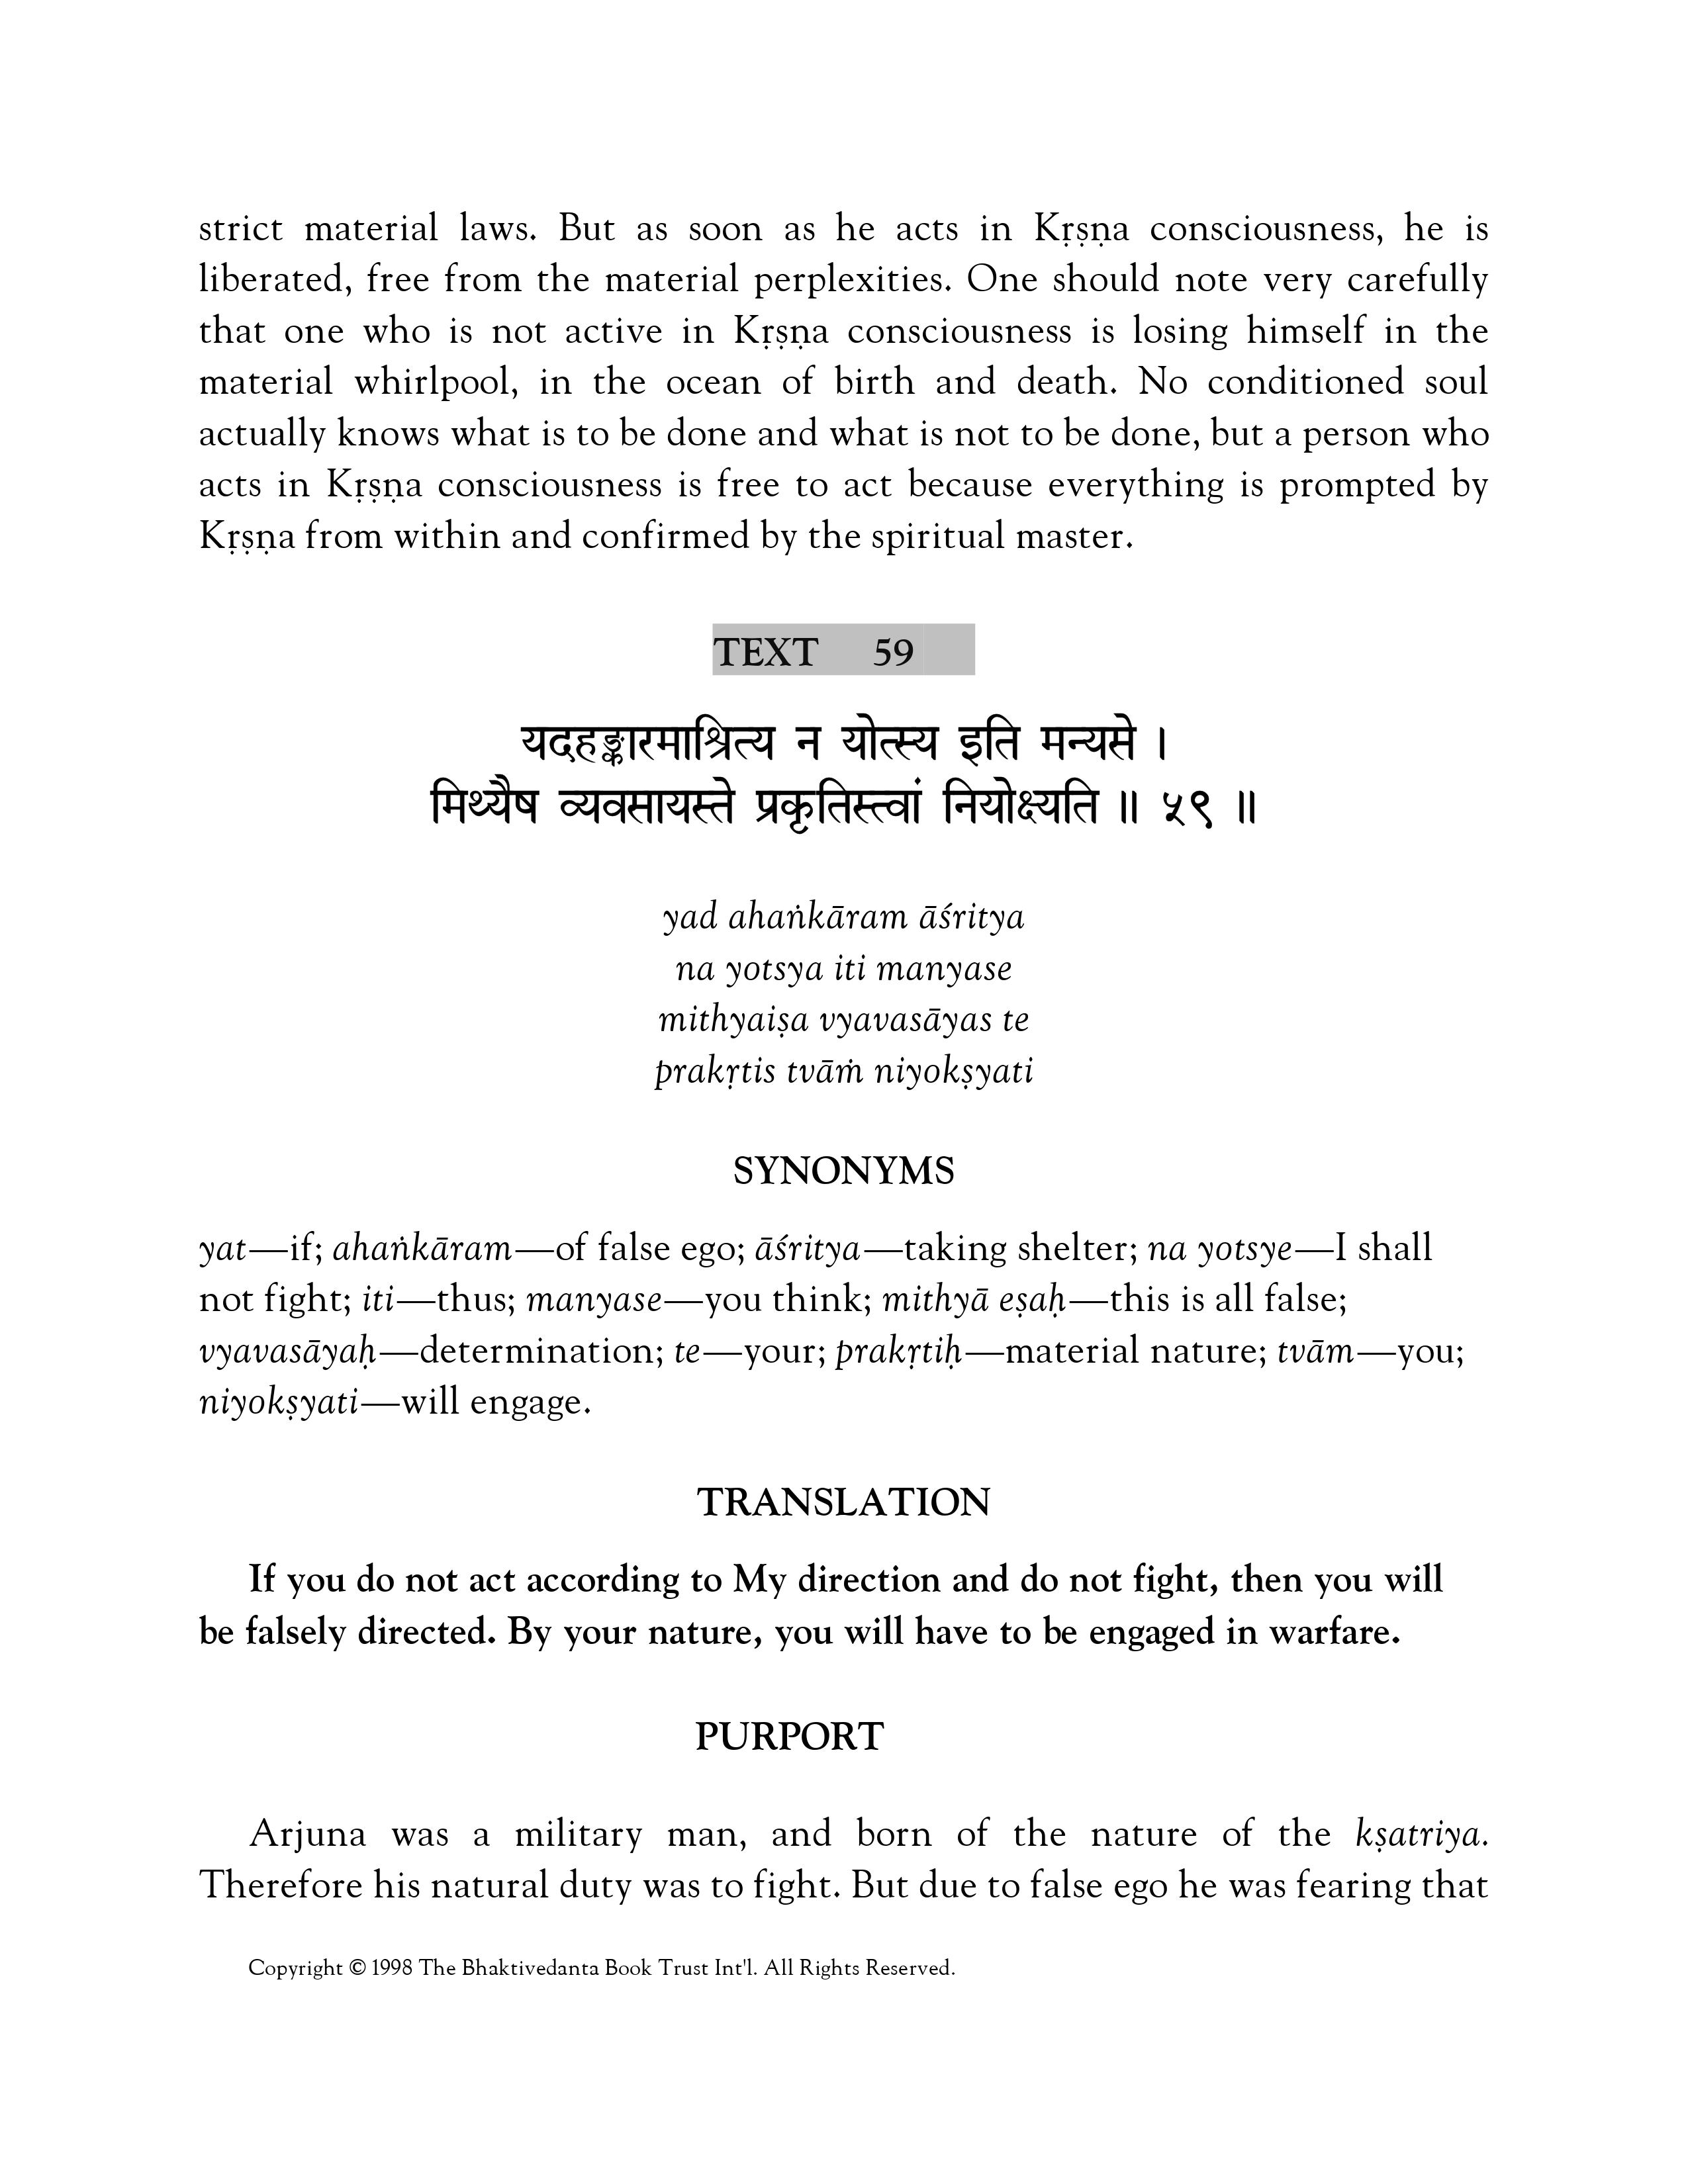 strict material laws. But as soon as he acts in Kṛṣṇa consciousness, he is
liberated, free from the material perplexities. One should note very carefully
that one who is not active in Kṛṣṇa consciousness is losing himself in the
material whirlpool, in the ocean of birth and death. No conditioned soul
actually knows what is to be done and what is not to be done, but a person who
acts in Kṛṣṇa consciousness is free to act because everything is prompted by
Kṛṣṇa from within and confirmed by the spiritual master.
TEXT 59
यदहङ्कारमाश्रित्य न योत्स्य इति मन्यसे ।
मिथ्यैष व्यवसायस्ते प्रकृतिस्त्वां नियोक्ष्यति ॥ ५९ ॥
yad ahaṅkāram āśritya
na yotsya iti manyase
mithyaiṣa vyavasāyas te
prakṛtis tvāṁ niyokṣyati
SYNONYMS
yat—if; ahaṅkāram—of false ego; āśritya—taking shelter; na yotsye—I shall
not fight; iti—thus; manyase—you think; mithyā eṣaḥ—this is all false;
vyavasāyaḥ—determination; te—your; prakṛtiḥ—material nature; tvām—you;
niyokṣyati—will engage.
TRANSLATION
If you do not act according to My direction and do not fight, then you will
be falsely directed. By your nature, you will have to be engaged in warfare.
PURPORT
Arjuna was a military man, and born of the nature of the kṣatriya.
Therefore his natural duty was to fight. But due to false ego he was fearing that
Copyright © 1998 The Bhaktivedanta Book Trust Int'l. All Rights Reserved.